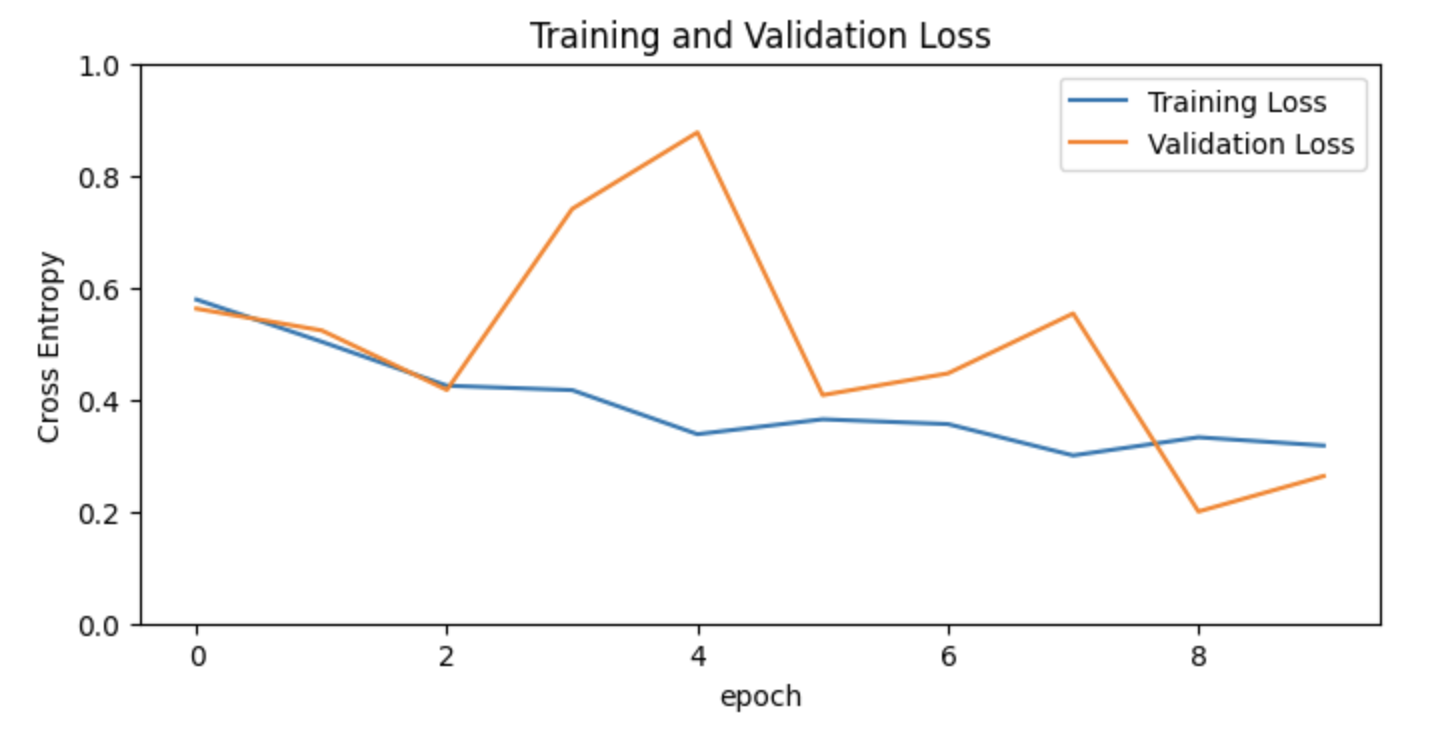 Training and Validation Loss
1.0
Training Loss
Validation Loss
0.8
0.6
Cross Entropy
0.4
0.2
0.0
0 2 4 6 8
epoch